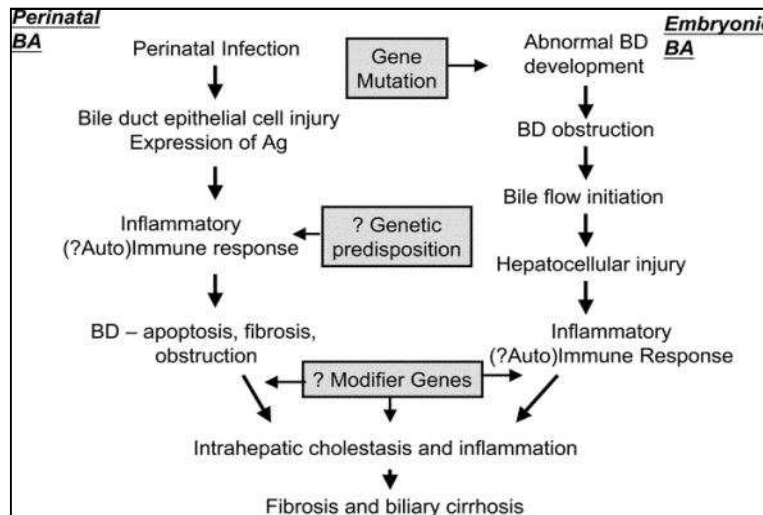 Perinatal
BA
Perinatal Infection
Bile duct epithelial cell injury
Expression of Ag
Inflammatory
(?Auto)Immune response
BD – apoptosis, fibrosis,
obstruction
Gene
Mutation
? Genetic
predisposition
? Modifier Genes
Embryonic
BA
Abnormal BD
development
BD obstruction
Bile flow initiation
Hepatocellular injury
Inflammatory
(?Auto)Immune Response
Intrahepatic cholestasis and inflammation
Fibrosis and biliary cirrhosis